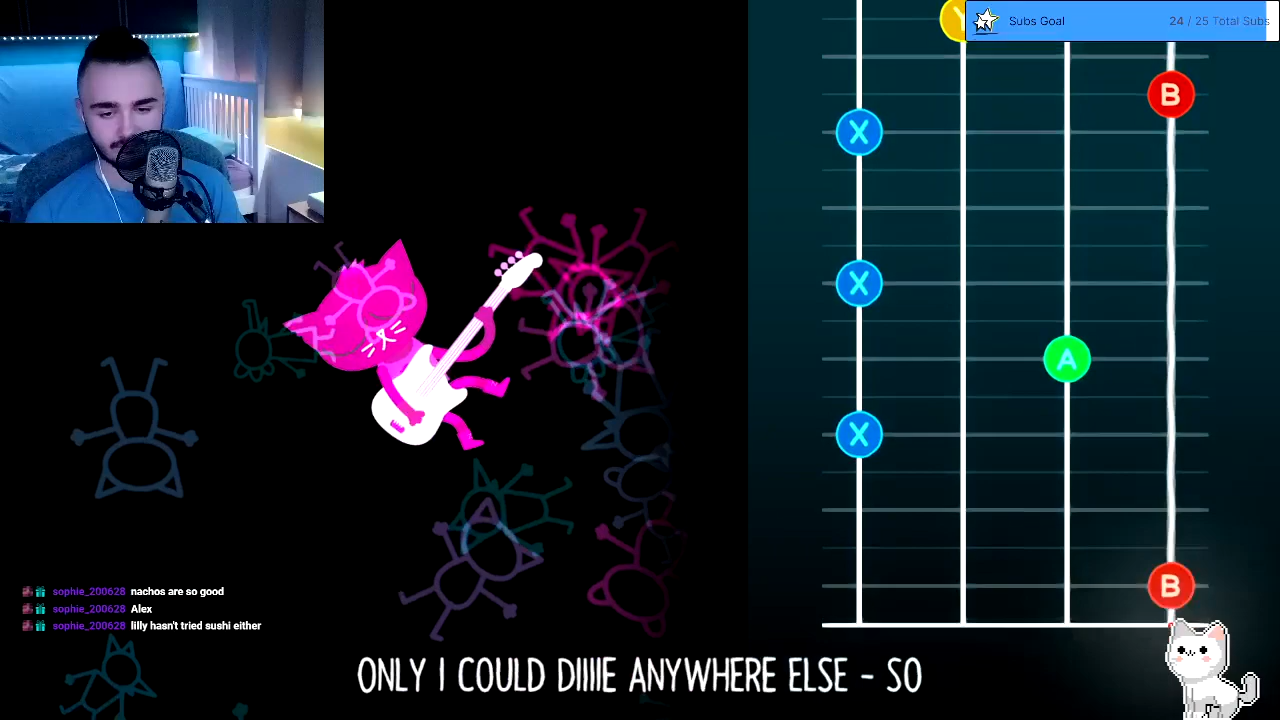 Y
Subs Goal
24 / 25 Total Subs
B
X
X
A
X
B
sophie_200628 nachos are so good
sophie_200628 Alex
sophie_200628 lilly hasn't tried sushi either
ONLY I COULD DIIIIE ANYWHERE ELSE - SO